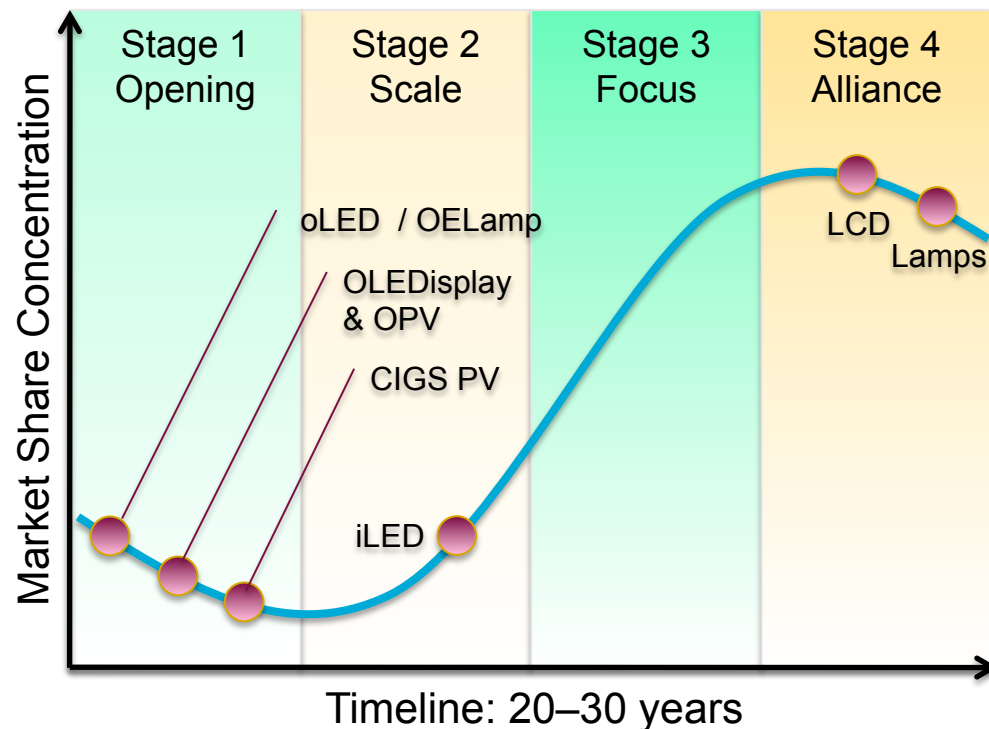 Stage 1
Opening
Stage 2
Scale
Stage 3
Focus
Stage 4
Alliance
Market Share Concentration
oLED / OELamp
OLEDisplay
& OPV
CIGS PV
iLED
LCD
Lamps
Timeline: 20–30 years